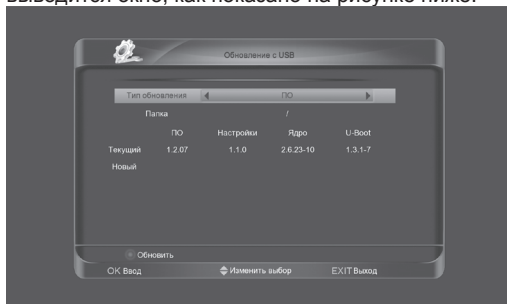 выводится окно, как показано на рисунке ниже:
Обновление с USB
Тип обновления ПО
Папка /
ПО Настройки Ядро U-Boot
Текущий 1.2.07 1.1.0 2.6.23-10 1.3.1-7
Новый
Обновить
OK Ввод Изменить выбор EXIT Выход